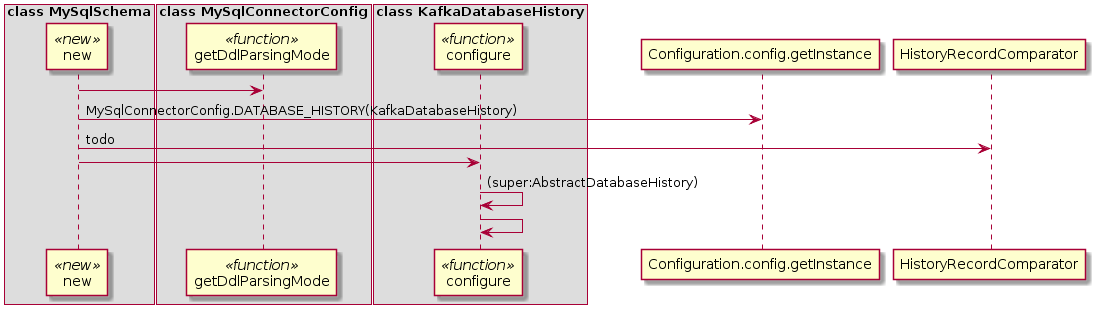 class MySqlSchema
class MySqlConnectorConfig
class KafkaDatabaseHistory
«new»
new
«function»
getDdlParsingMode
«function»
configure
Configuration.config.getInstance
HistoryRecordComparator
MySqlConnectorConfig.DATABASE_HISTORY(KafkaDatabaseHistory)
todo
(super:AbstractDatabaseHistory)
«new»
new
«function»
getDdlParsingMode
«function»
configure
Configuration.config.getInstance
HistoryRecordComparator